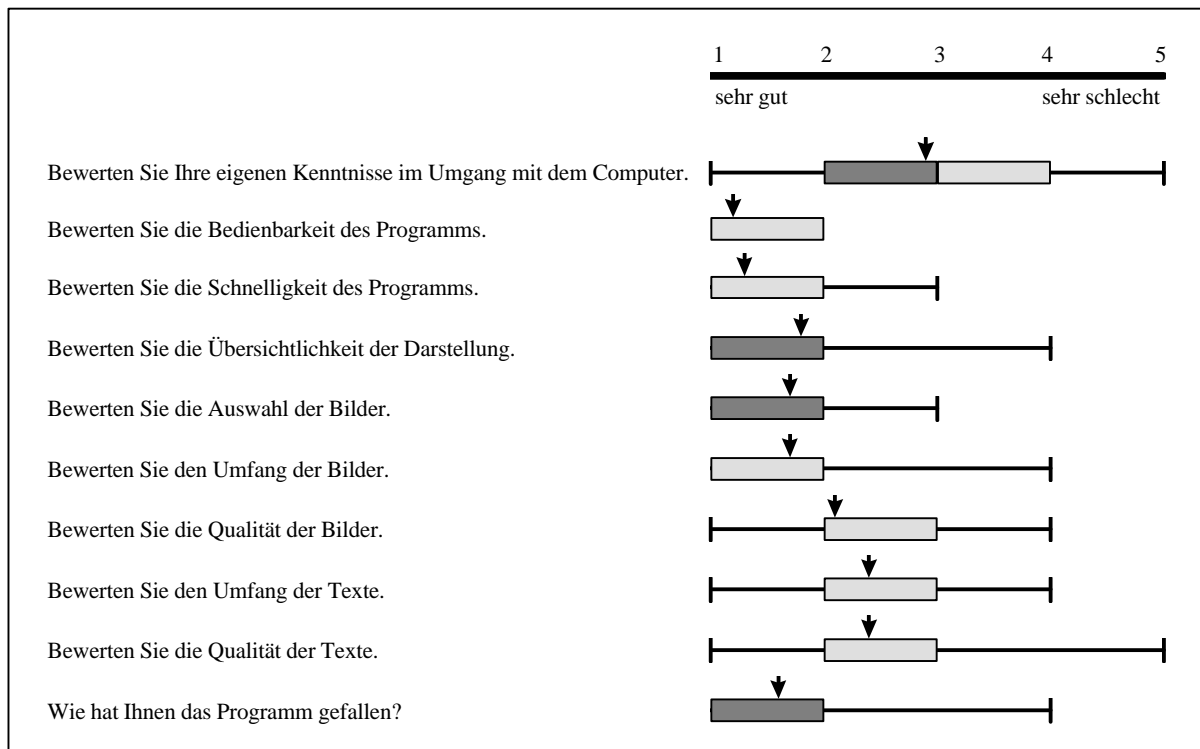 1 2 3 4 5
sehr gut sehr schlecht
Bewerten Sie Ihre eigenen Kenntnisse im Umgang mit dem Computer.
Bewerten Sie die Bedienbarkeit des Programms.
Bewerten Sie die Schnelligkeit des Programms.
Bewerten Sie die Übersichtlichkeit der Darstellung.
Bewerten Sie die Auswahl der Bilder.
Bewerten Sie den Umfang der Bilder.
Bewerten Sie die Qualität der Bilder.
Bewerten Sie den Umfang der Texte.
Bewerten Sie die Qualität der Texte.
Wie hat Ihnen das Programm gefallen?